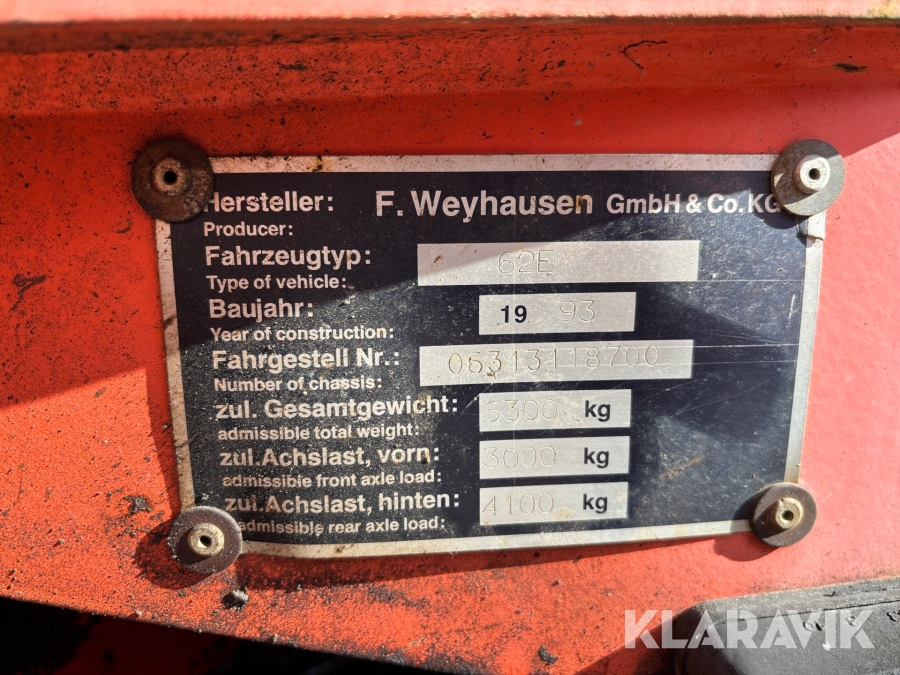 Hersteller: F. Weyhausen GmbH & Co. KG
Producer:
Fahrzeugtyp: 62E
Type of vehicle:
Baujahr: 19 93
Year of construction:
Fahrgestell Nr.: 06313118700
Number of chassis:
zul. Gesamtgewicht: 6300 kg
admissible total weight:
zul.Achslast, vorn: 3000 kg
admissible front axle load:
zul.Achslast, hinten: 4100 kg
admissible rear axle load:
KLARAVIK